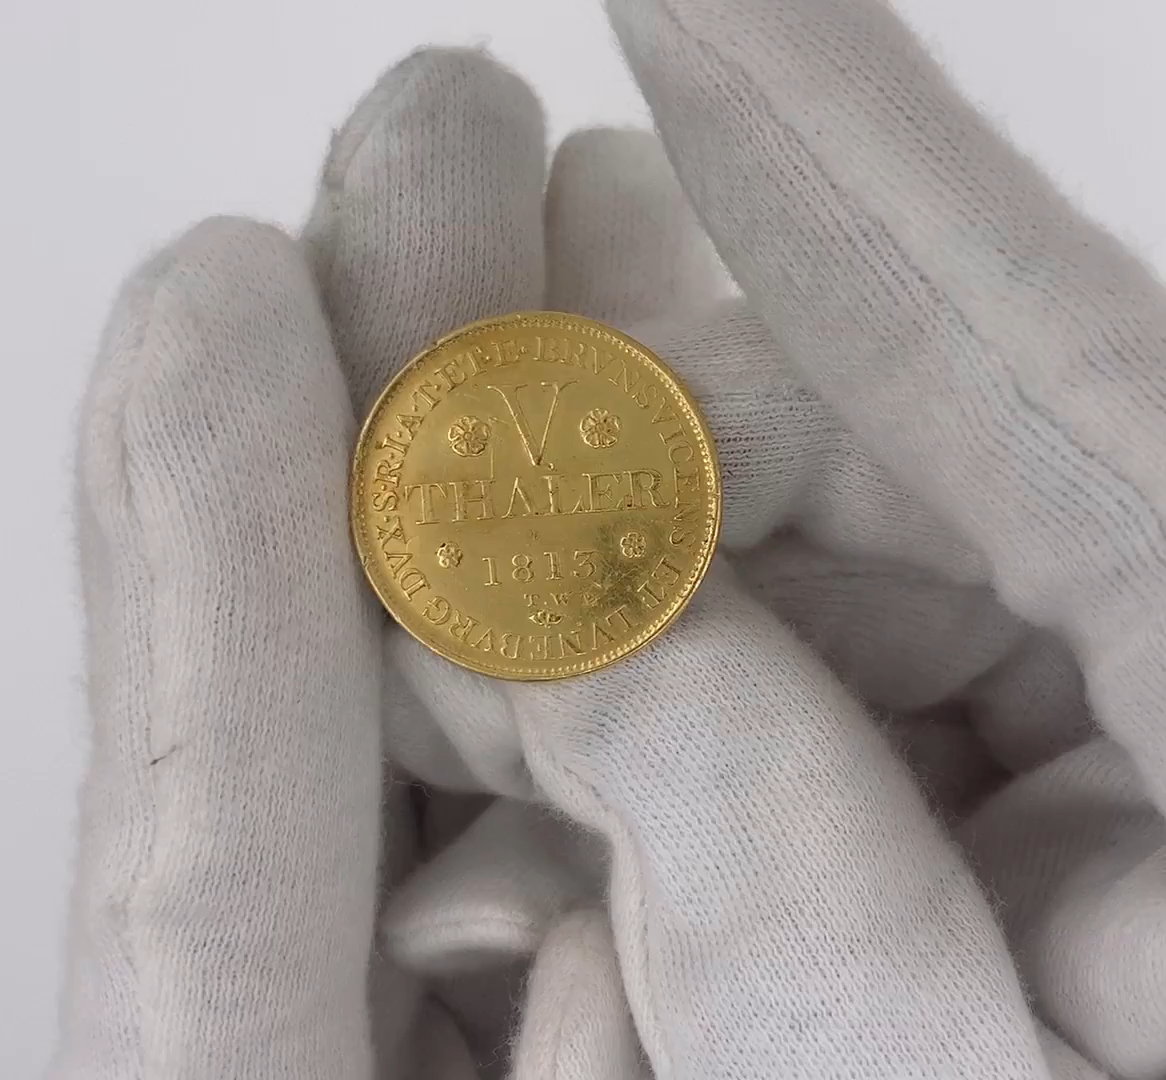 BRVNSVICENS ET LVNEBVRG DVX·S·R·I·A·T·ET·E·
V
THALER
1813
T.W.